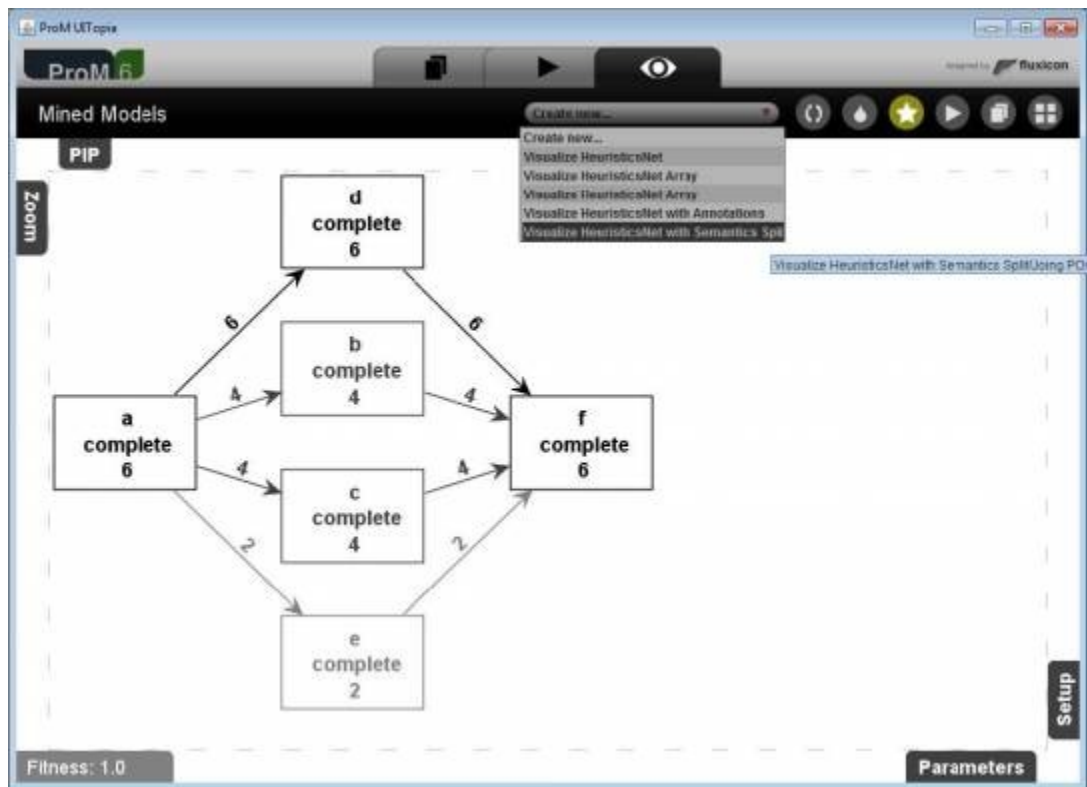 ProM UITopia
ProM 6
fluxicon
Mined Models
Create new...
Create new...
Visualize HeuristicsNet
Visualize HeuristicsNet Array
Visualize HeuristicsNet Array
Visualize HeuristicsNet with Annotations
Visualize HeuristicsNet with Semantics Spli
Visualize HeuristicsNet with Semantics Split/Using PO
PIP
Zoom
d
complete
6
6
6
b
complete
4
4
4
a
complete
6
f
complete
6
4
4
c
complete
4
2
2
e
complete
2
Setup
Fitness: 1.0
Parameters